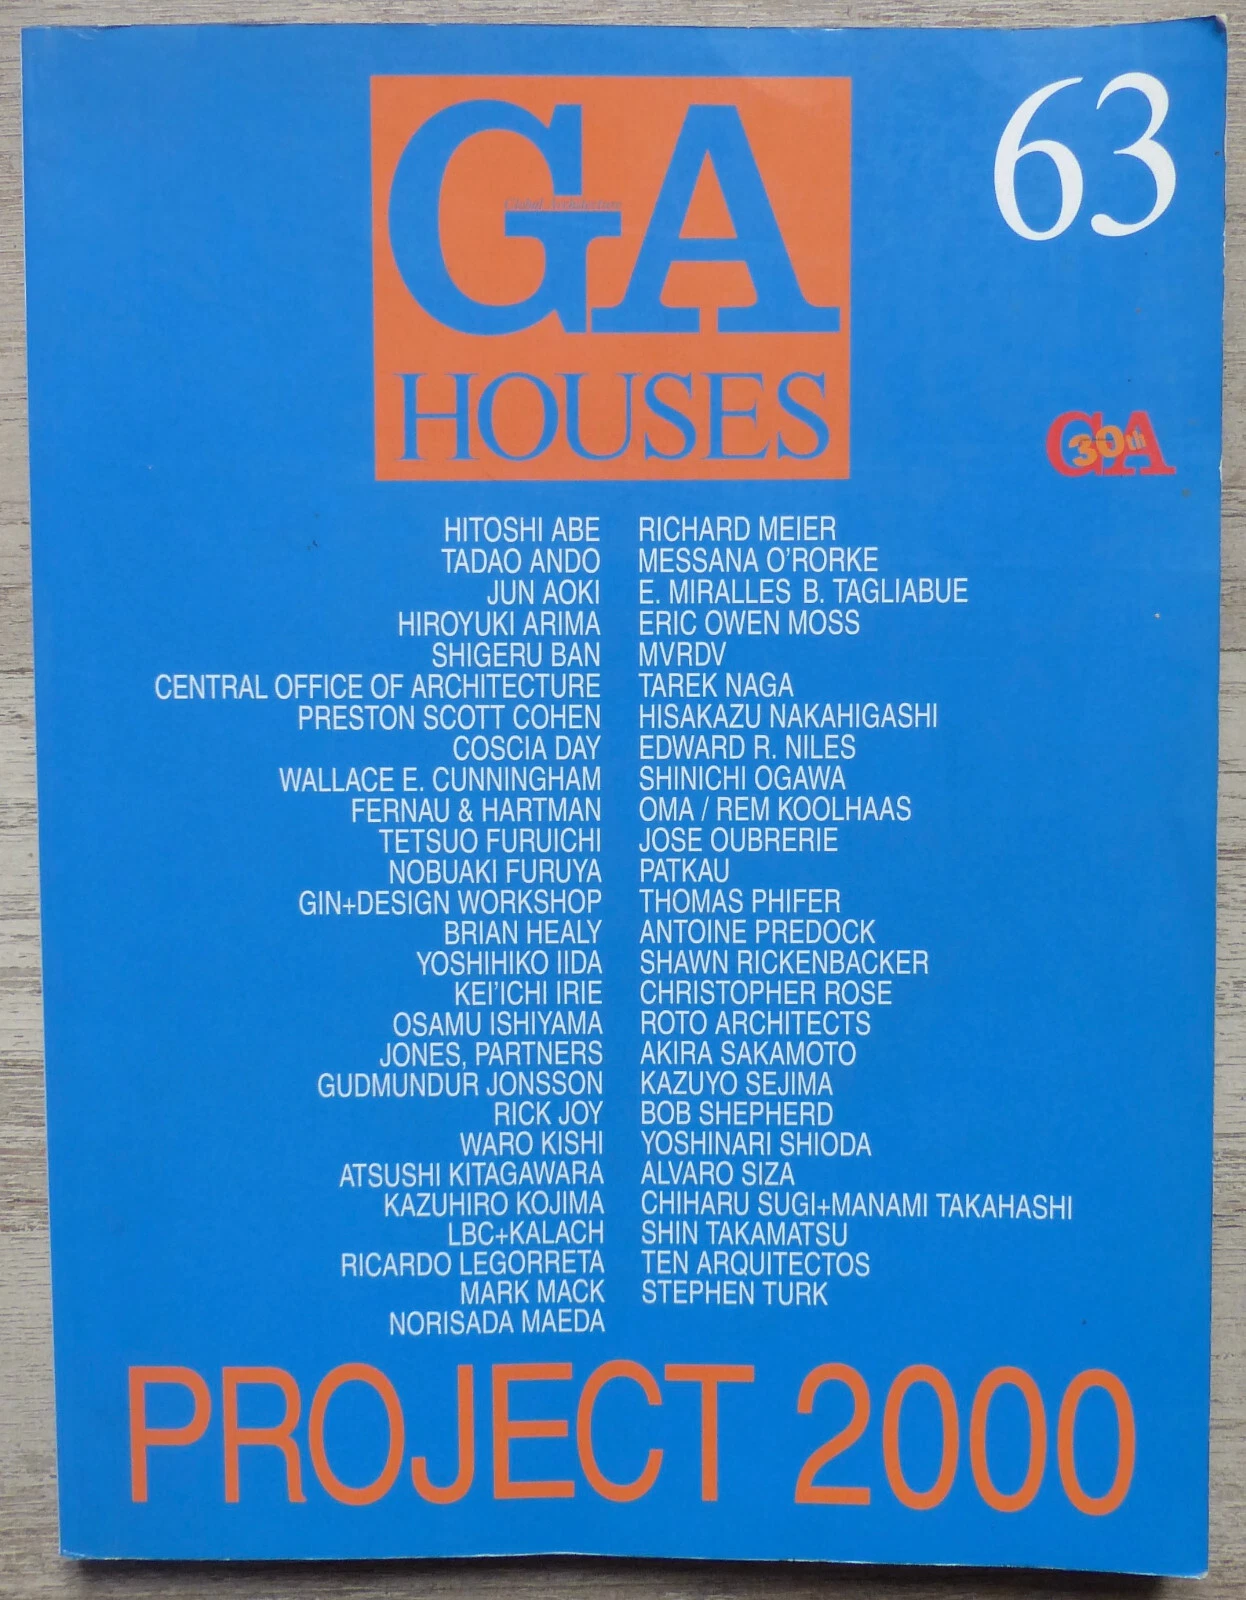 GA
Global Architecture
HOUSES
63
GA 30th
HITOSHI ABE
TADAO ANDO
JUN AOKI
HIROYUKI ARIMA
SHIGERU BAN
CENTRAL OFFICE OF ARCHITECTURE
PRESTON SCOTT COHEN
COSCIA DAY
WALLACE E. CUNNINGHAM
FERNAU & HARTMAN
TETSUO FURUICHI
NOBUAKI FURUYA
GIN+DESIGN WORKSHOP
BRIAN HEALY
YOSHIHIKO IIDA
KEI'ICHI IRIE
OSAMU ISHIYAMA
JONES, PARTNERS
GUDMUNDUR JONSSON
RICK JOY
WARO KISHI
ATSUSHI KITAGAWARA
KAZUHIRO KOJIMA
LBC+KALACH
RICARDO LEGORRETA
MARK MACK
NORISADA MAEDA
RICHARD MEIER
MESSANA O'RORKE
E. MIRALLES B. TAGLIABUE
ERIC OWEN MOSS
MVRDV
TAREK NAGA
HISAKAZU NAKAHIGASHI
EDWARD R. NILES
SHINICHI OGAWA
OMA / REM KOOLHAAS
JOSE OUBRERIE
PATKAU
THOMAS PHIFER
ANTOINE PREDOCK
SHAWN RICKENBACKER
CHRISTOPHER ROSE
ROTO ARCHITECTS
AKIRA SAKAMOTO
KAZUYO SEJIMA
BOB SHEPHERD
YOSHINARI SHIODA
ALVARO SIZA
CHIHARU SUGI+MANAMI TAKAHASHI
SHIN TAKAMATSU
TEN ARQUITECTOS
STEPHEN TURK
PROJECT 2000